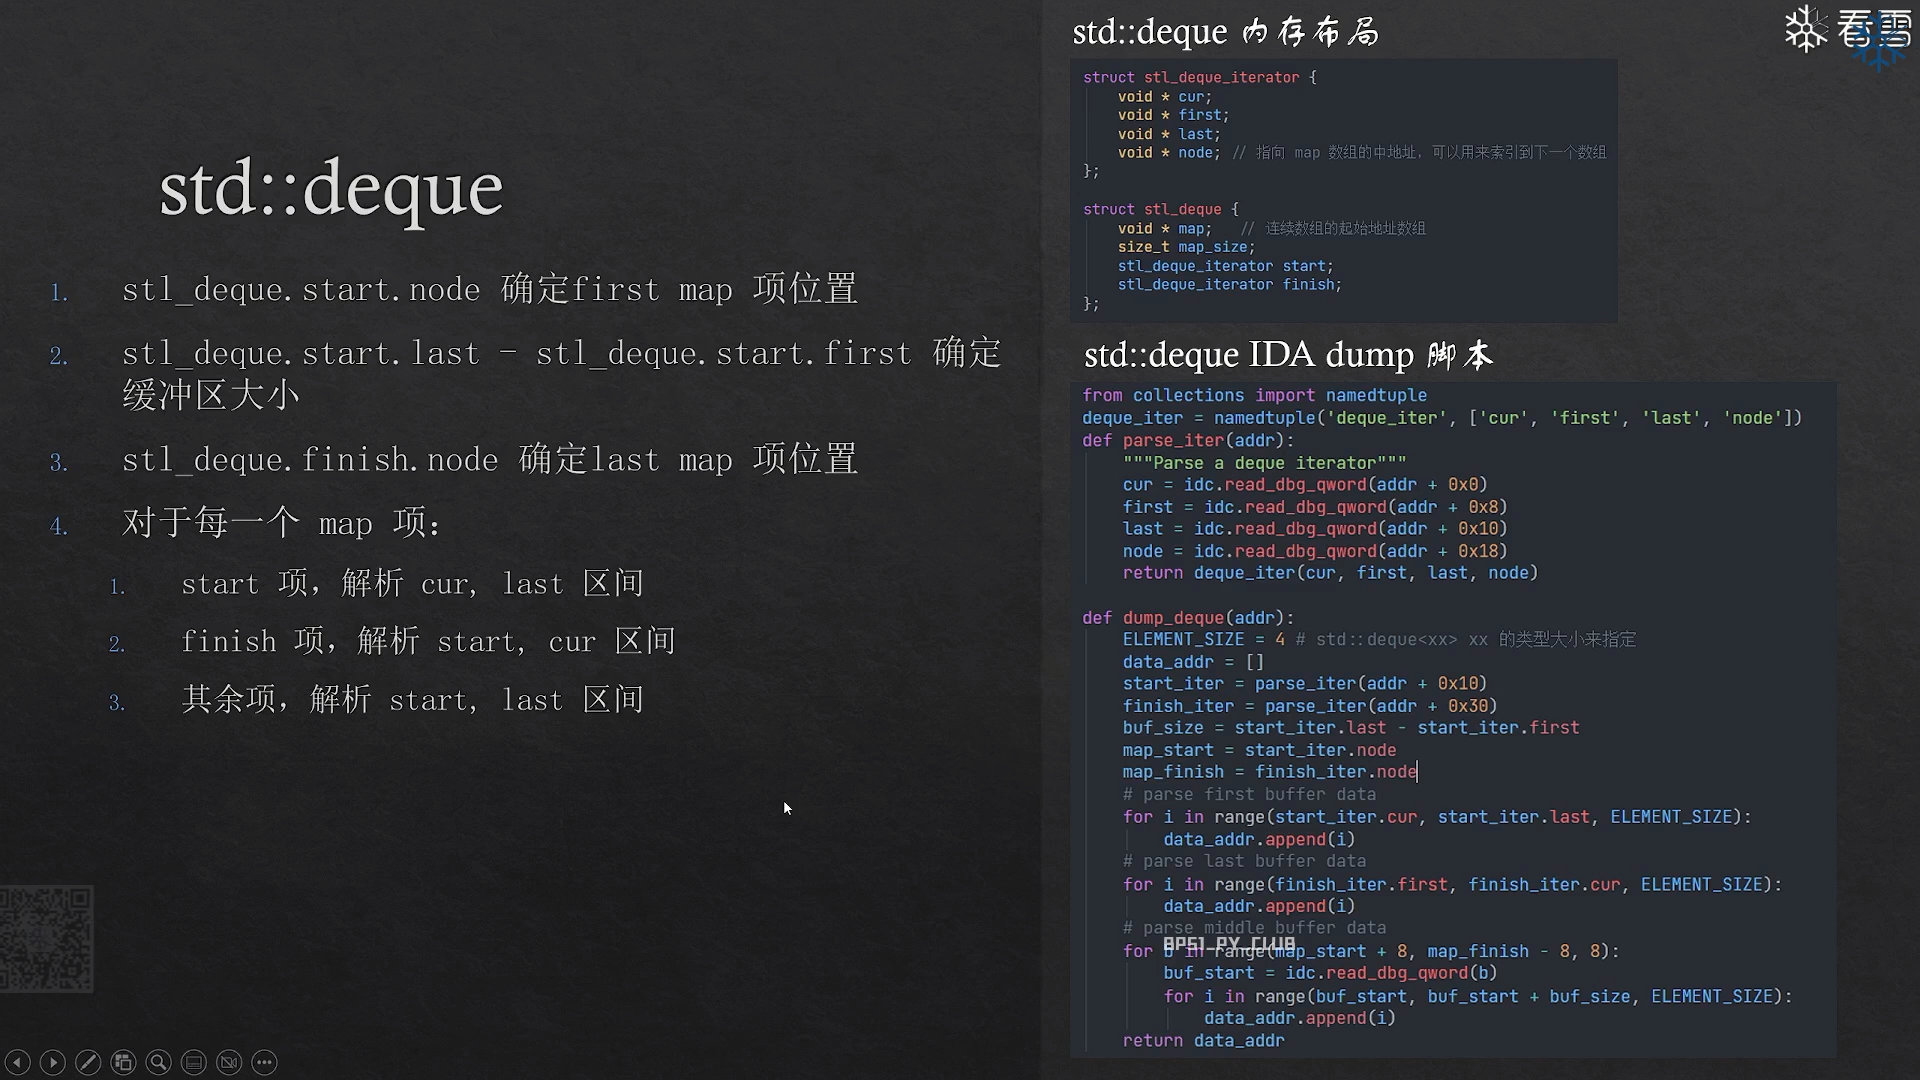 std::deque
1. stl_deque.start.node 确定first map 项位置
2. stl_deque.start.last - stl_deque.start.first 确定
缓冲区大小
3. stl_deque.finish.node 确定last map 项位置
4. 对于每一个 map 项:
1. start 项，解析 cur, last 区间
2. finish 项，解析 start, cur 区间
3. 其余项，解析 start, last 区间
std::deque 内存布局
看雪
struct stl_deque_iterator {
void * cur;
void * first;
void * last;
void * node; // 指向 map 数组的中地址，可以用来索引到下一个数组
};
struct stl_deque {
void * map; // 连续数组的起始地址数组
size_t map_size;
stl_deque_iterator start;
stl_deque_iterator finish;
};
std::deque IDA dump 脚本
from collections import namedtuple
deque_iter = namedtuple('deque_iter', ['cur', 'first', 'last', 'node'])
def parse_iter(addr):
"""Parse a deque iterator"""
cur = idc.read_dbg_qword(addr + 0x0)
first = idc.read_dbg_qword(addr + 0x8)
last = idc.read_dbg_qword(addr + 0x10)
node = idc.read_dbg_qword(addr + 0x18)
return deque_iter(cur, first, last, node)
def dump_deque(addr):
ELEMENT_SIZE = 4 # std::deque<xx> xx 的类型大小来指定
data_addr = []
start_iter = parse_iter(addr + 0x10)
finish_iter = parse_iter(addr + 0x30)
buf_size = start_iter.last - start_iter.first
map_start = start_iter.node
map_finish = finish_iter.node
# parse first buffer data
for i in range(start_iter.cur, start_iter.last, ELEMENT_SIZE):
data_addr.append(i)
# parse last buffer data
for i in range(finish_iter.first, finish_iter.cur, ELEMENT_SIZE):
data_addr.append(i)
# parse middle buffer data
for b in range(map_start + 8, map_finish - 8, 8):
buf_start = idc.read_dbg_qword(b)
for i in range(buf_start, buf_start + buf_size, ELEMENT_SIZE):
data_addr.append(i)
return data_addr